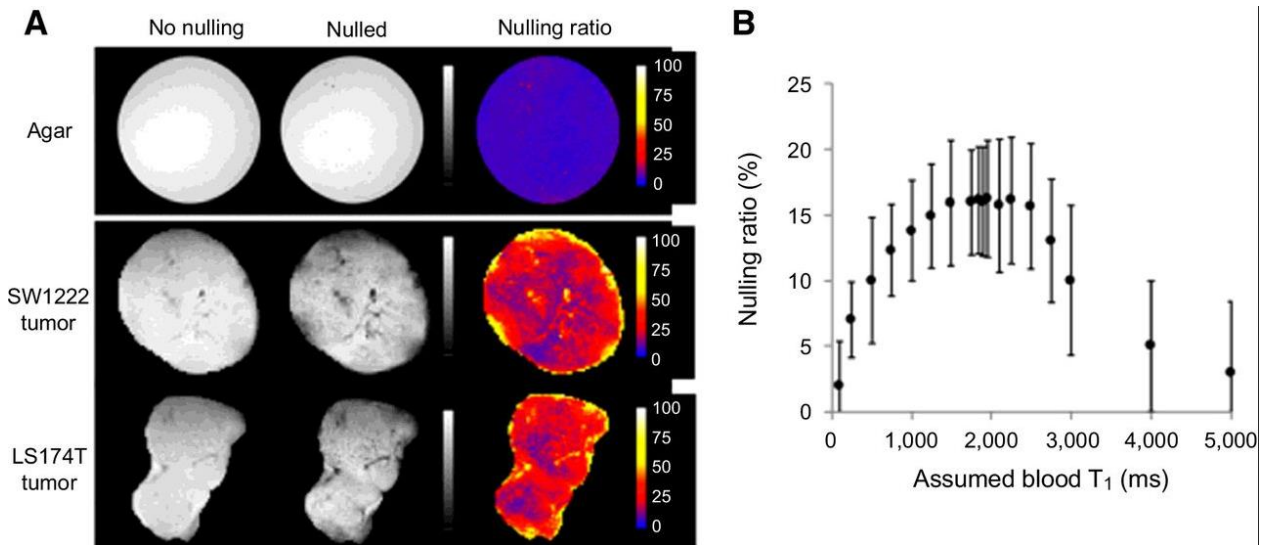 A
No nulling
Nulled
Nulling ratio
Agar
100
75
50
25
0
SW1222
tumor
100
75
50
25
0
LS174T
tumor
100
75
50
25
0
B
25
20
15
10
5
0
Nulling ratio (%)
0 1,000 2,000 3,000 4,000 5,000
Assumed blood T₁ (ms)